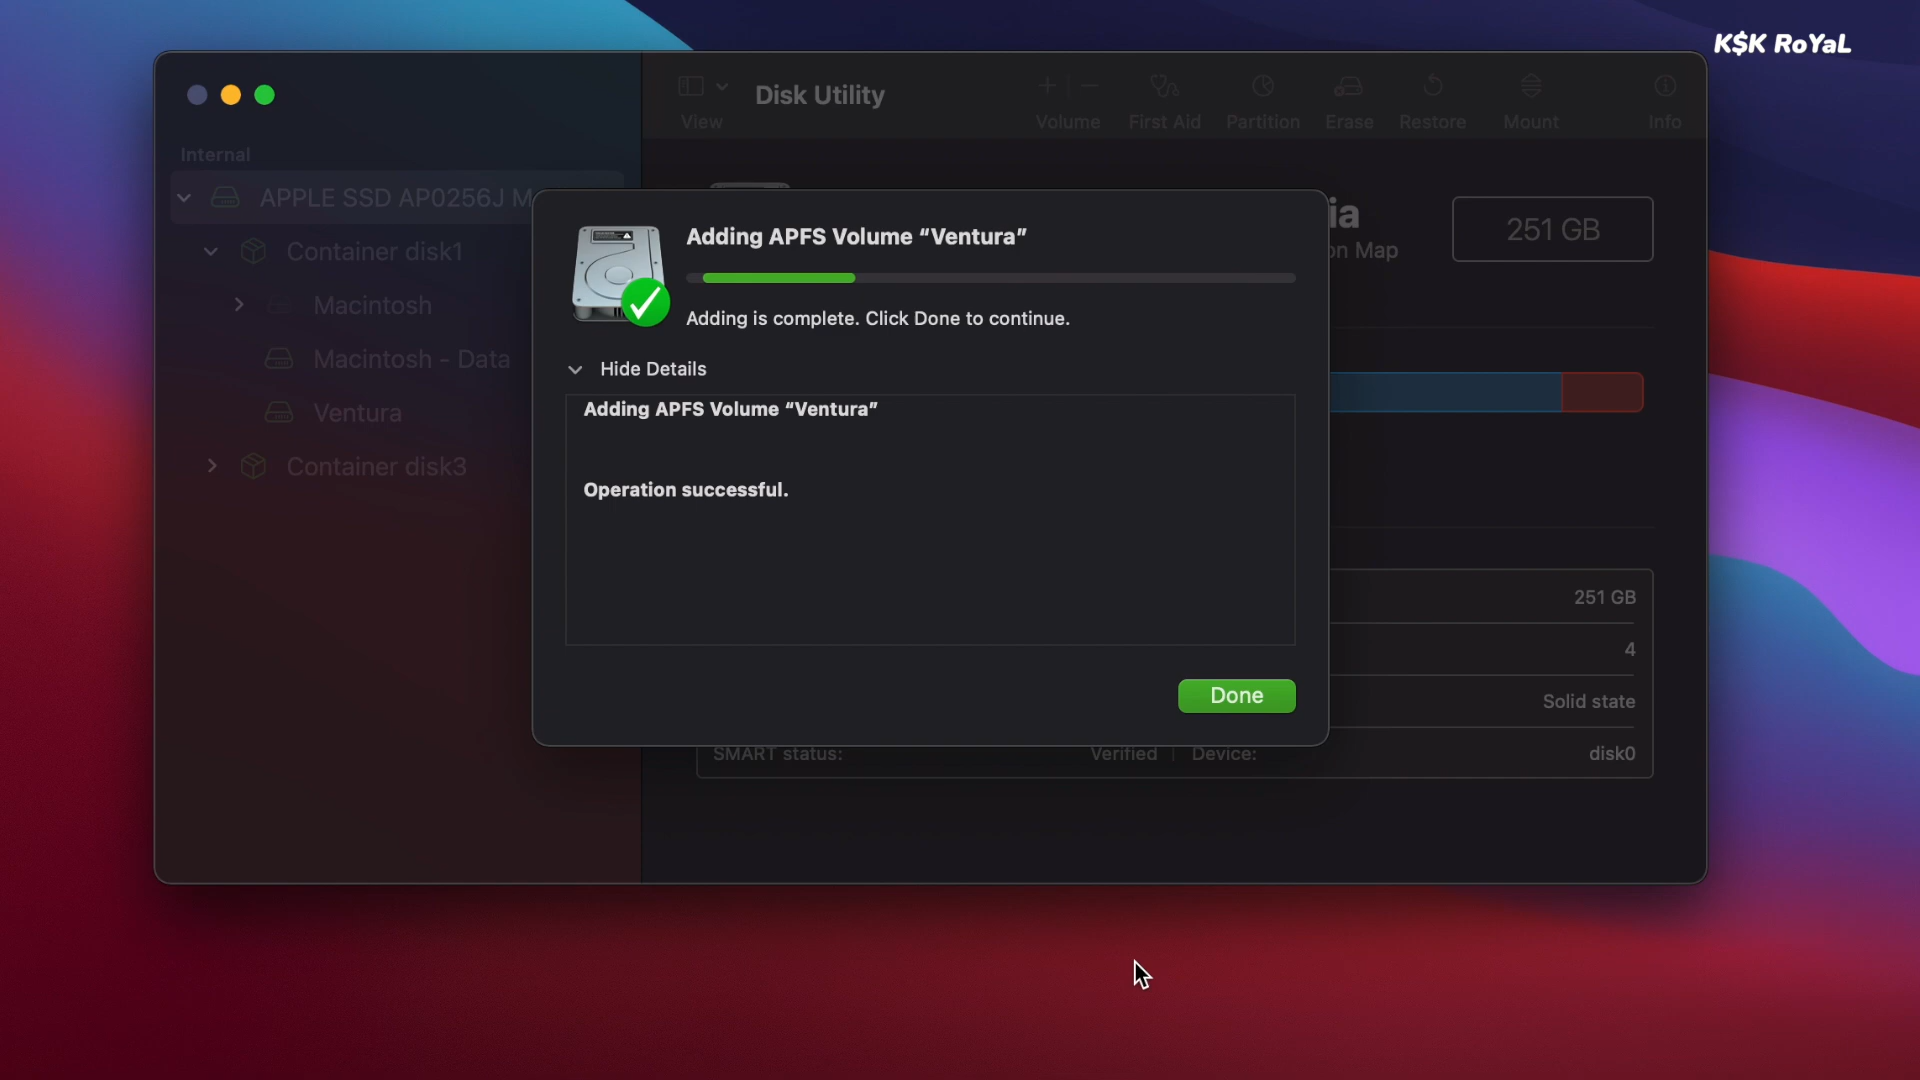 K$K RoYaL
Disk Utility
View
Volume
First Aid
Partition
Erase
Restore
Mount
Info
Internal
APPLE SSD AP0256J M
Container disk1
Macintosh
Macintosh - Data
Ventura
Container disk3
ia
on Map
251 GB
Adding APFS Volume “Ventura”
Adding is complete. Click Done to continue.
Hide Details
Adding APFS Volume “Ventura”
Operation successful.
Done
251 GB
4
Solid state
SMART status:
Verified
Device:
disk0